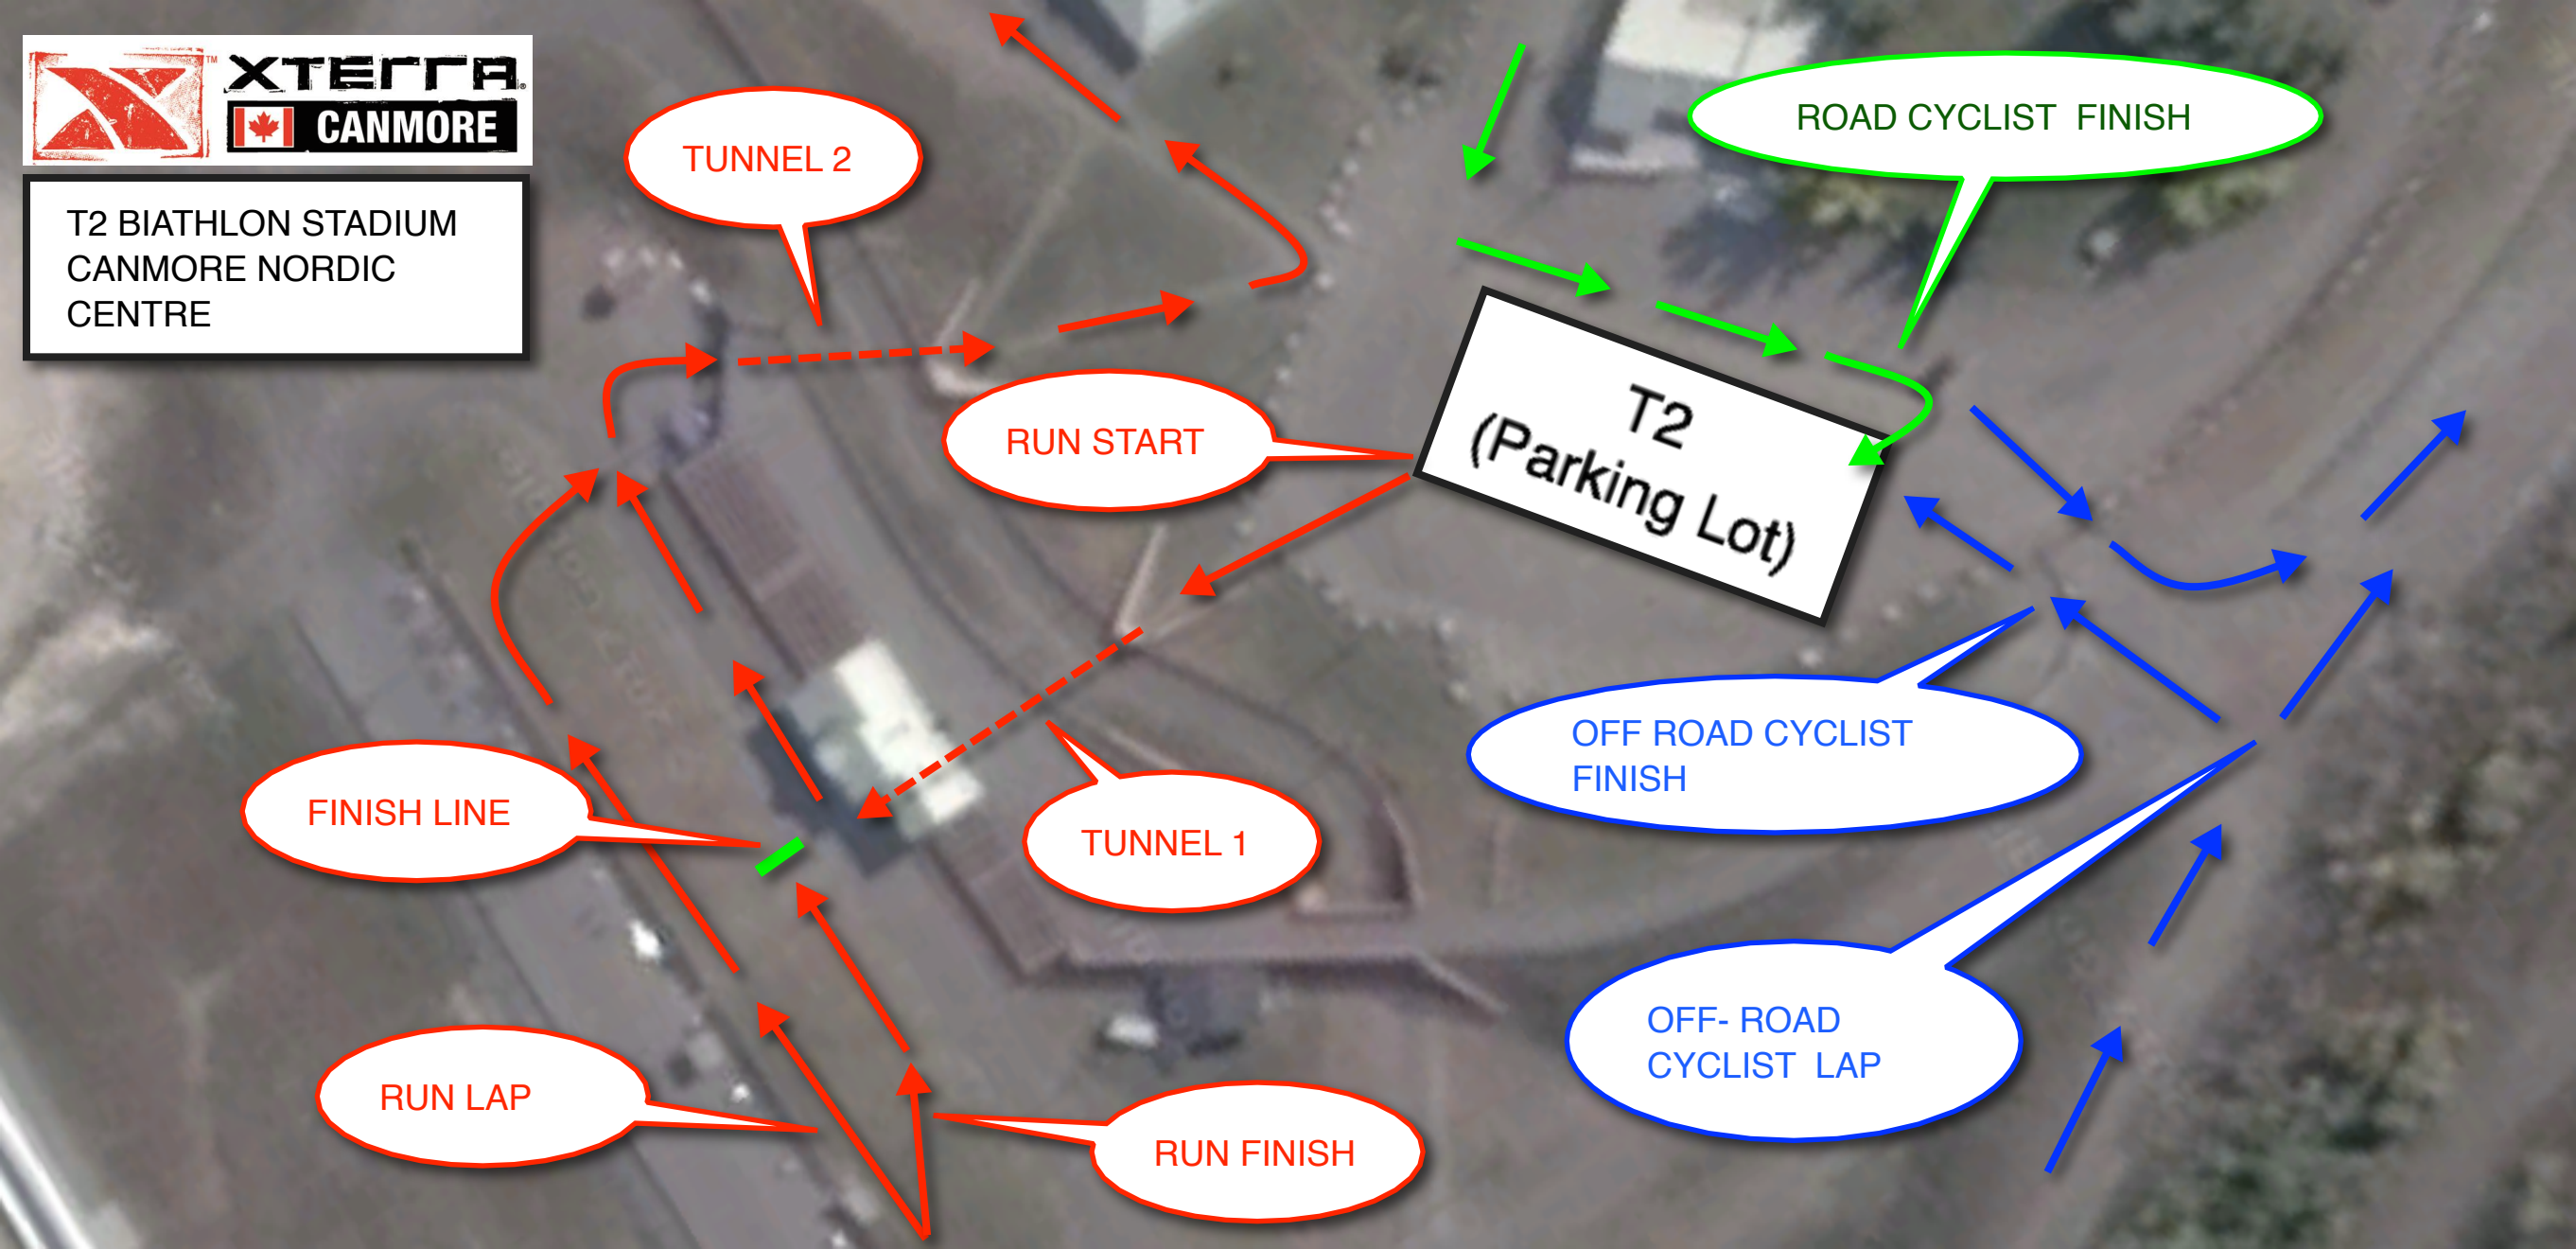 XTERRA
CANMORE
T2 BIATHLON STADIUM
CANMORE NORDIC
CENTRE
TUNNEL 2
ROAD CYCLIST FINISH
RUN START
T2
(Parking Lot)
OFF ROAD CYCLIST
FINISH
FINISH LINE
TUNNEL 1
OFF- ROAD
CYCLIST LAP
RUN LAP
RUN FINISH